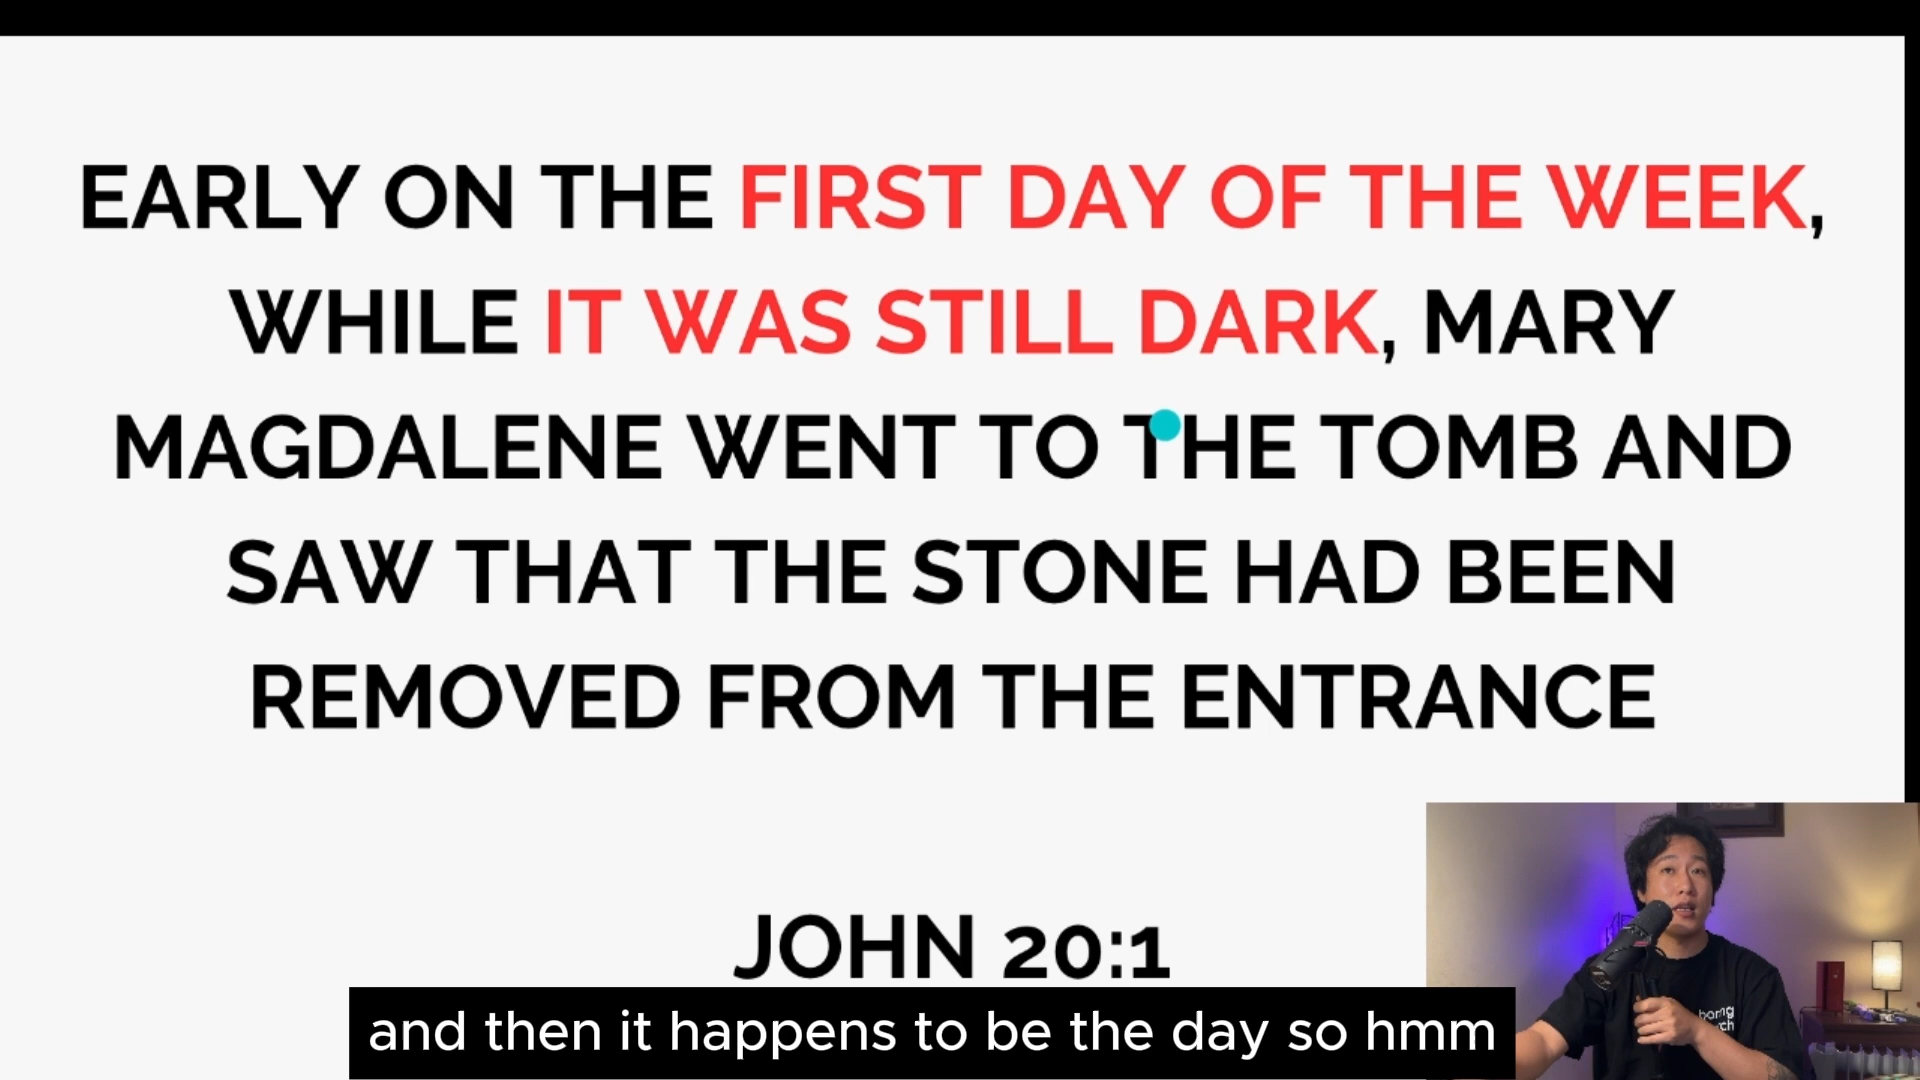 EARLY ON THE FIRST DAY OF THE WEEK,
WHILE IT WAS STILL DARK, MARY
MAGDALENE WENT TO THE TOMB AND
SAW THAT THE STONE HAD BEEN
REMOVED FROM THE ENTRANCE
JOHN 20:1
and then it happens to be the day so hmm